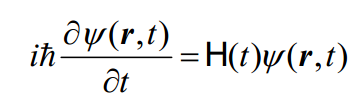 iħ ∂ψ(r,t)/∂t = H(t)ψ(r,t)